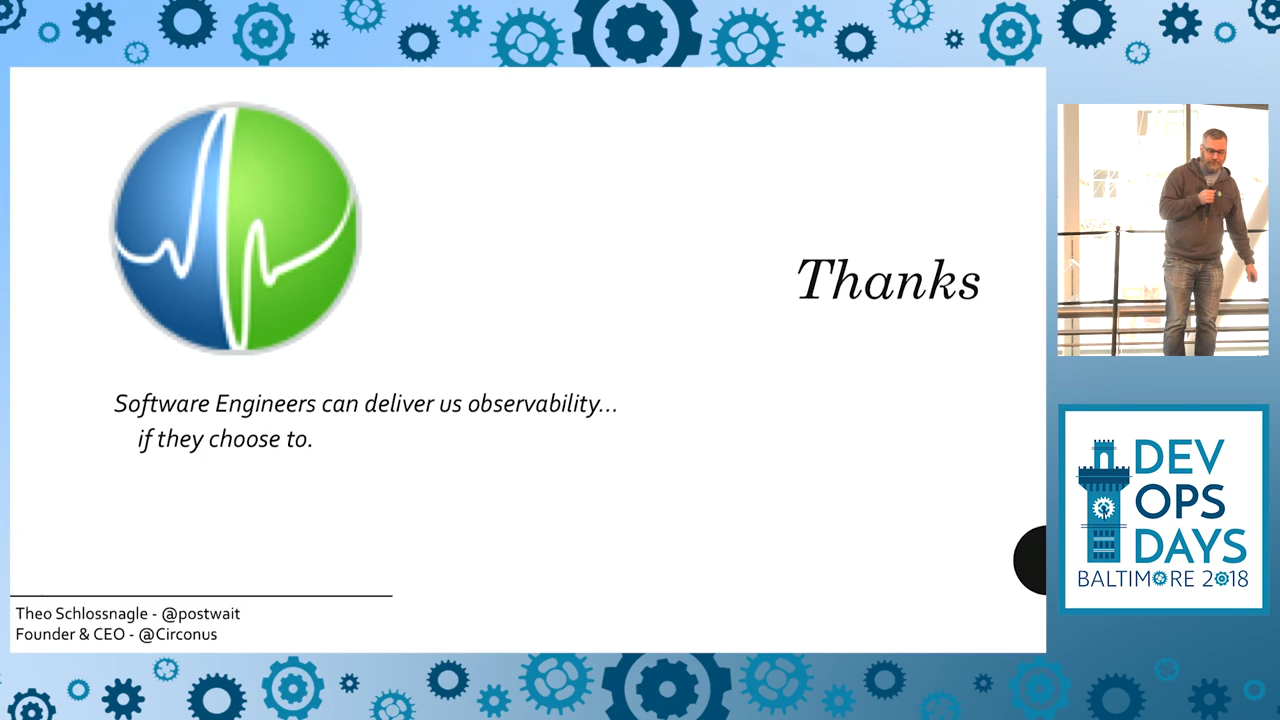 Thanks
Software Engineers can deliver us observability...
if they choose to.
Theo Schlossnagle - @postwait
Founder & CEO - @Circonus
DEV
OPS
DAYS
BALTIMORE 2018